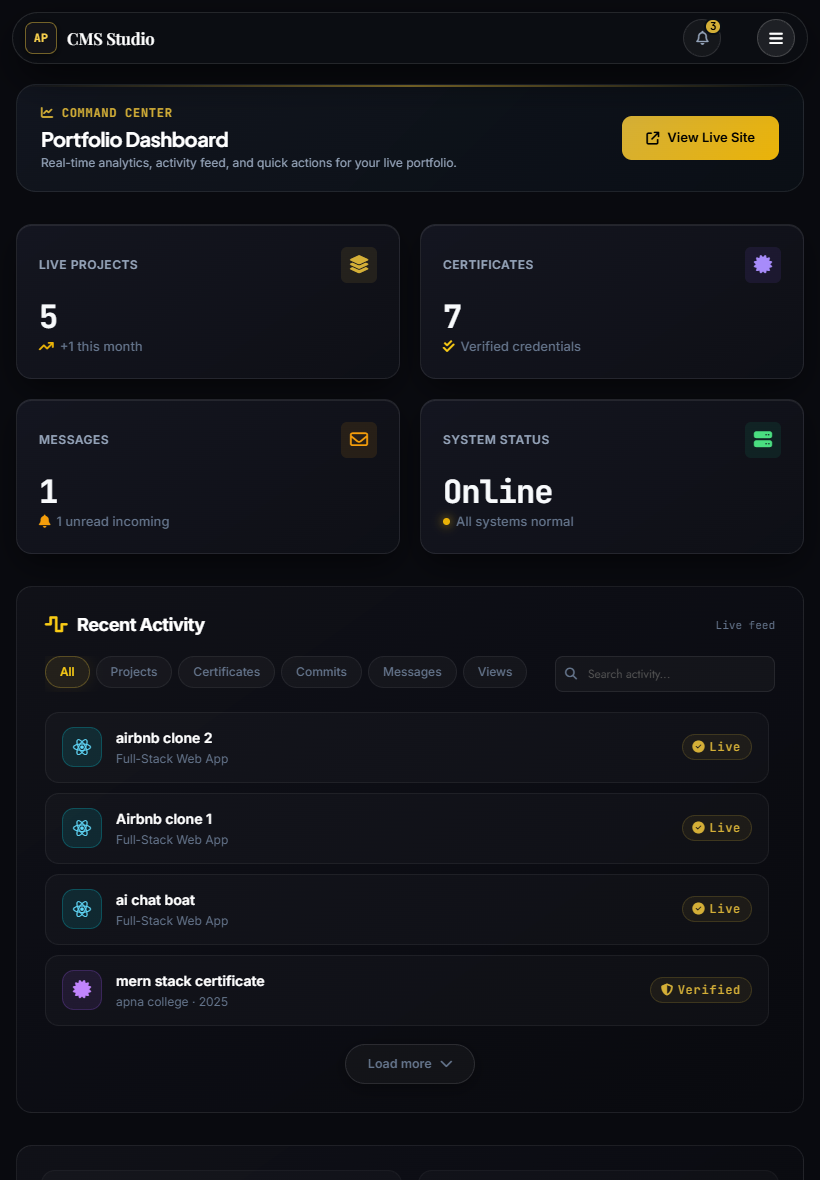 AP CMS Studio 3
COMMAND CENTER
Portfolio Dashboard
Real-time analytics, activity feed, and quick actions for your live portfolio.
View Live Site
LIVE PROJECTS
5
+1 this month
CERTIFICATES
7
Verified credentials
MESSAGES
1
1 unread incoming
SYSTEM STATUS
Online
All systems normal
Recent Activity
Live feed
All Projects Certificates Commits Messages Views Search activity...
airbnb clone 2
Full-Stack Web App
Live
Airbnb clone 1
Full-Stack Web App
Live
ai chat boat
Full-Stack Web App
Live
mern stack certificate
apna college · 2025
Verified
Load more